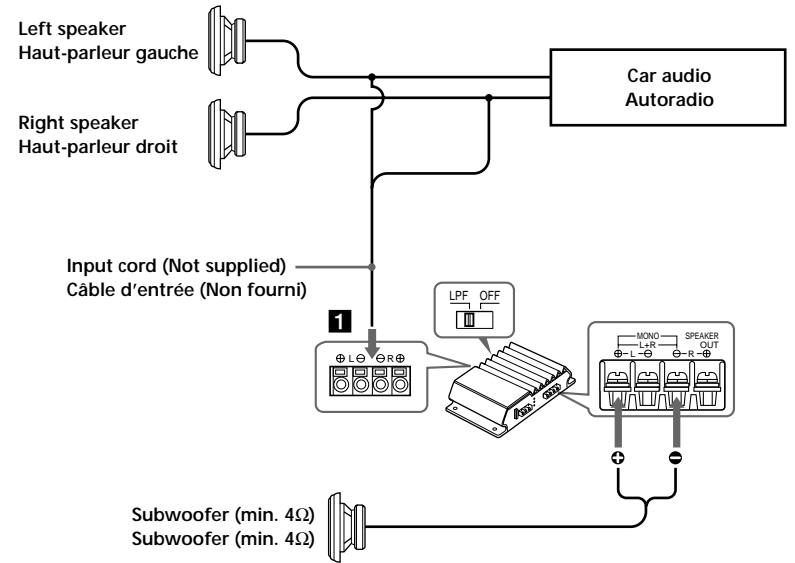 Left speaker
Haut-parleur gauche
Car audio
Autoradio
Right speaker
Haut-parleur droit
Input cord (Not supplied)
Câble d'entrée (Non fourni)
LPF OFF
1
MONO SPEAKER
L+R OUT
⊕ L ⊖ ⊖ R ⊕
⊕ L ⊖ ⊖ R ⊕
+ −
Subwoofer (min. 4Ω)
Subwoofer (min. 4Ω)